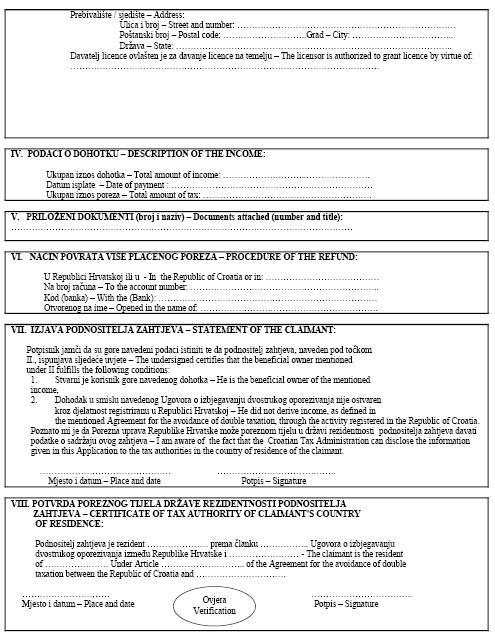 Prebivalište / sjedište – Address:
Ulica i broj – Street and number: ……………………………………………………………
Poštanski broj – Postal code: ……………………….Grad – City: …………………………….
Država – State: ………………………………………………………………………………
Davatelj licence ovlašten je za davanje licence na temelju – The licensor is authorized to grant licence by virtue of:
………………………………………………………………………………………
IV. PODACI O DOHOTKU – DESCRIPTION OF THE INCOME:
Ukupan iznos dohotka – Total amount of income: ……………………………………….
Datum isplate – Date of payment : ………………………………………………………
Ukupan iznos poreza – Total amount of tax: ………………………………………………
V. PRILOŽENI DOKUMENTI (broj i naziv) – Documents attached (number and title):
………………………………………………………………………………………………
VI. NAČIN POVRATA VIŠE PLAĆENOG POREZA – PROCEDURE OF THE REFUND:
U Republici Hrvatskoj ili u - In the Republic of Croatia or in: ………………………………
Na broj računa – To the account number: ……………………………………………………
Kod (banka) – With the (Bank): ……………………………………………………………
Otvorenog na ime – Opened in the name of: …………………………………………………
VII. IZJAVA PODNOSITELJA ZAHTJEVA – STATEMENT OF THE CLAIMANT:
Potpisnik jamči da su gore navedeni podaci istiniti te da podnositelj zahtjeva, naveden pod točkom
II., ispunjava sljedeće uvjete – The undersigned certifies that the beneficial owner mentioned
under II fulfills the following conditions:
1. Stvarni je korisnik gore navedenog dohotka – He is the beneficial owner of the mentioned
income,
2. Dohodak u smislu navedenog Ugovora o izbjegavanju dvostrukog oporezivanja nije ostvaren
kroz djelatnost registriranu u Republici Hrvatskoj – He did not derive income, as defined in
the mentioned Agreement for the avoidance of double taxation, through the activity registered in the Republic of Croatia.
Poznato mi je da Porezna uprava Republike Hrvatske može poreznom tijelu u državi rezidentnosti podnositelja zahtjeva davati
podatke o sadržaju ovog zahtjeva – I am aware of the fact that the Croatian Tax Administration can disclose the information
given in this Application to the tax authorities in the country of residence of the claimant.
………………………………… ……………………………….
Mjesto i datum – Place and date Potpis – Signature
VIII. POTVRDA POREZNOG TIJELA DRŽAVE REZIDENTNOSTI PODNOSITELJA
ZAHTJEVA – CERTIFICATE OF TAX AUTHORITY OF CLAIMANT'S COUNTRY
OF RESIDENCE:
Podnositelj zahtjeva je rezident ………………… prema članku ……………. Ugovora o izbjegavanju
dvostrukog oporezivanja između Republike Hrvatske i …………………… - The claimant is the resident
of …………………. Under Article ……………………….. of the Agreement for the avoidance of double
taxation between the Republic of Croatia and ………………………….
………………………… …………………………….
Mjesto i datum – Place and date Ovjera Potpis – Signature
Verification